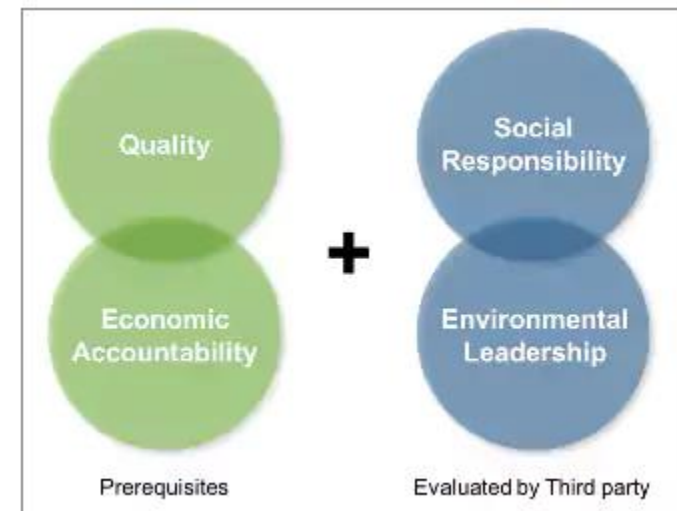 Quality
Economic
Accountability
Prerequisites
+
Social
Responsibility
Environmental
Leadership
Evaluated by Third party